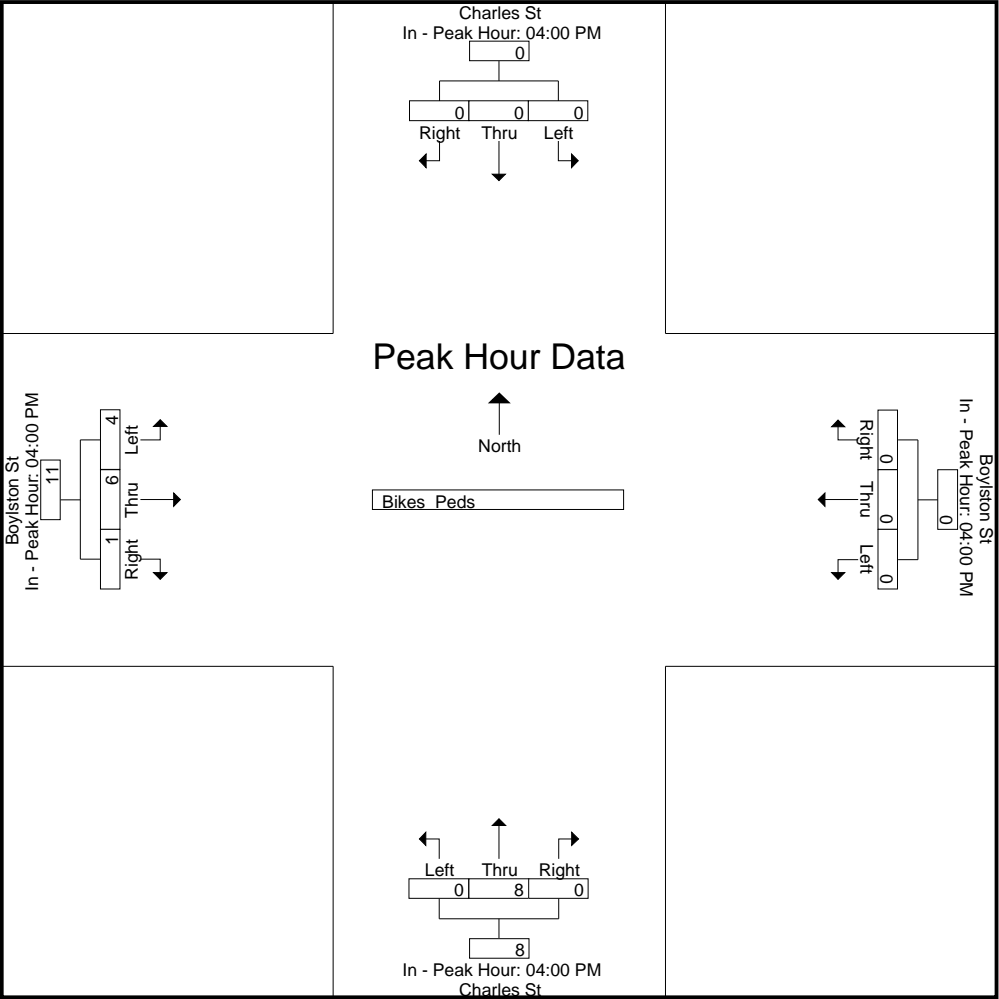 Charles St
In - Peak Hour: 04:00 PM
0
0 0 0
Right Thru Left
Peak Hour Data
North
Bikes Peds
Boylston St
In - Peak Hour: 04:00 PM
11
4 6 1
Left Thru Right
Boylston St
In - Peak Hour: 04:00 PM
0
0 0 0
Right Thru Left
Left Thru Right
0 8 0
8
In - Peak Hour: 04:00 PM
Charles St